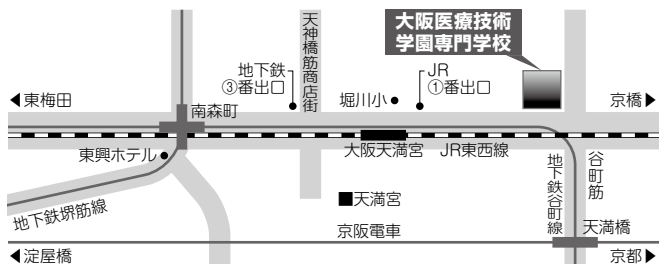 大阪医療技術
学園専門学校
天神橋筋商店街
地下鉄
③番出口
JR
①番出口
堀川小
◀東梅田
京橋▶
南森町
東興ホテル
大阪天満宮
JR東西線
地下鉄堺筋線
■天満宮
地下鉄谷町線
谷町筋
京阪電車
天満橋
◀淀屋橋
京都▶